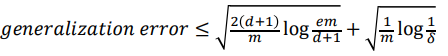 generalization error ≤ √(2(d+1)/m log em/d+1) + √(1/m log 1/δ)